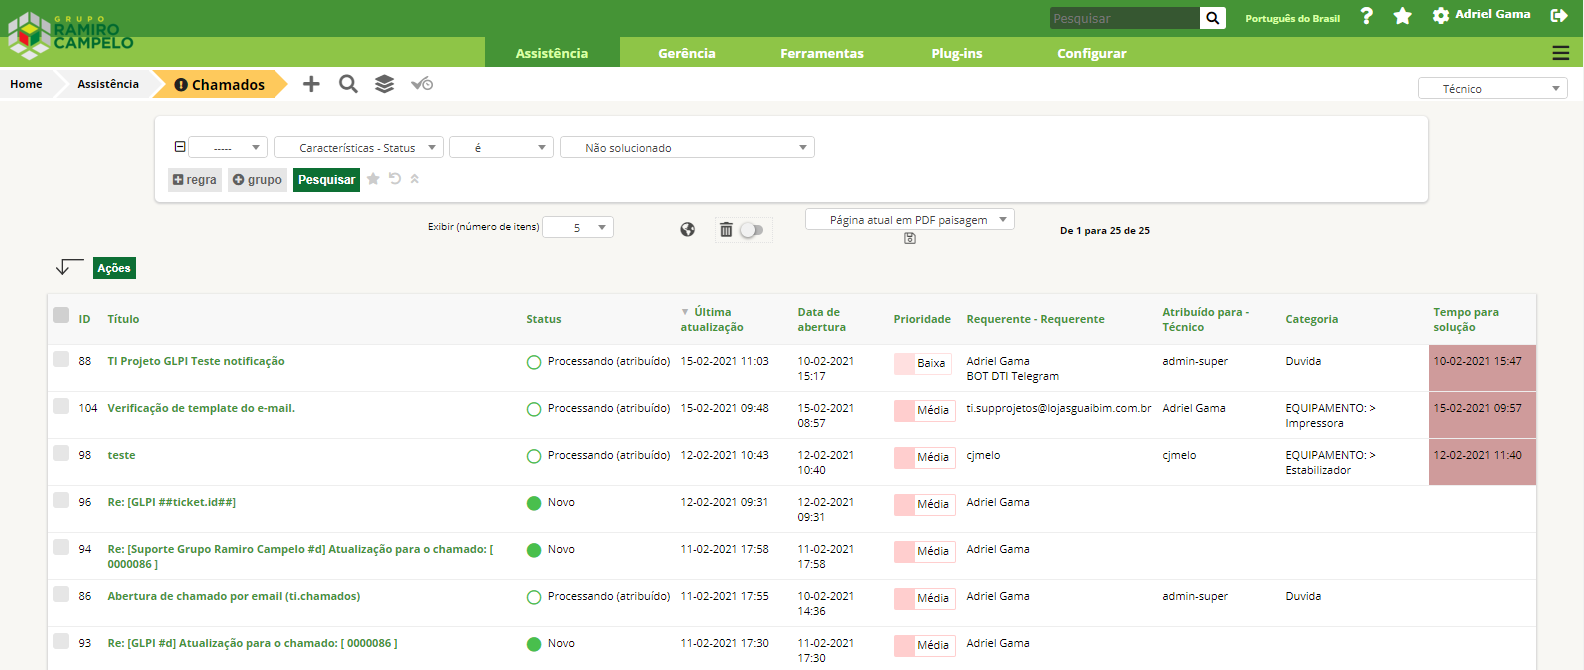 GRUPO
RAMIRO
CAMPELO
Pesquisar
Português do Brasil
?
Adriel Gama
Assistência
Gerência
Ferramentas
Plug-ins
Configurar
Home
Assistência
Chamados
Técnico
-----
Características - Status
é
Não solucionado
regra
grupo
Pesquisar
Exibir (número de itens)
5
Página atual em PDF paisagem
De 1 para 25 de 25
Ações
ID
Título
Status
Última
atualização
Data de
abertura
Prioridade
Requerente - Requerente
Atribuído para -
Técnico
Categoria
Tempo para
solução
88
TI Projeto GLPI Teste notificação
Processando (atribuído)
15-02-2021 11:03
10-02-2021
15:17
Baixa
Adriel Gama
BOT DTI Telegram
admin-super
Duvida
10-02-2021 15:47
104
Verificação de template do e-mail.
Processando (atribuído)
15-02-2021 09:48
15-02-2021
08:57
Média
ti.supprojetos@lojasguaibim.com.br
Adriel Gama
EQUIPAMENTO: >
Impressora
15-02-2021 09:57
98
teste
Processando (atribuído)
12-02-2021 10:43
12-02-2021
10:40
Média
cjmelo
cjmelo
EQUIPAMENTO: >
Estabilizador
12-02-2021 11:40
96
Re: [GLPI ##ticket.id##]
Novo
12-02-2021 09:31
12-02-2021
09:31
Média
Adriel Gama
94
Re: [Suporte Grupo Ramiro Campelo #d] Atualização para o chamado: [
0000086 ]
Novo
11-02-2021 17:58
11-02-2021
17:58
Média
Adriel Gama
86
Abertura de chamado por email (ti.chamados)
Processando (atribuído)
11-02-2021 17:55
10-02-2021
14:36
Média
Adriel Gama
admin-super
Duvida
93
Re: [GLPI #d] Atualização para o chamado: [ 0000086 ]
Novo
11-02-2021 17:30
11-02-2021
17:30
Média
Adriel Gama